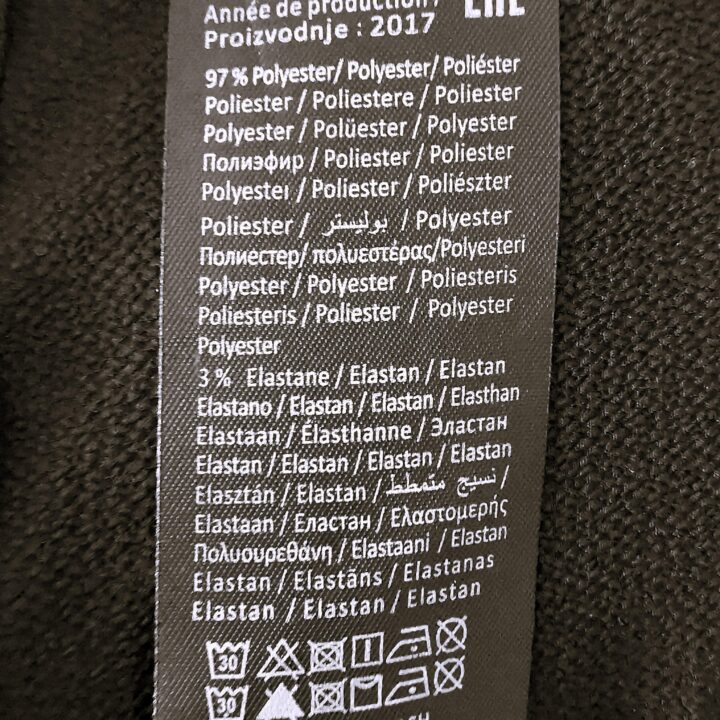 Année de production /
Proizvodnje : 2017
EAC
97 % Polyester/ Polyester/ Poliéster
Poliester / Poliestere / Poliester
Polyester / Polüester / Polyester
Полиэфир / Poliester / Poliester
Polyester / Poliester / Poliészter
Poliester / بوليستر / Polyester
Полиестер/ πολυεστέρας/Polyesteri
Polyester / Polyester / Poliesteris
Poliesteris / Poliester / Polyester
Polyester
3 % Elastane / Elastan / Elastan
Elastano / Elastan / Elastan / Elasthan
Elastaan / Élasthanne / Эластан
Elastan / Elastan / Elastan / Elastan
Elasztán / Elastan / نسيج متمطط /
Elastaan / Еластан / Ελαστομερής
Πολυουρεθάνη / Elastaani / Elastan
Elastan / Elastāns / Elastanas
Elastan / Elastan / Elastan
30
30